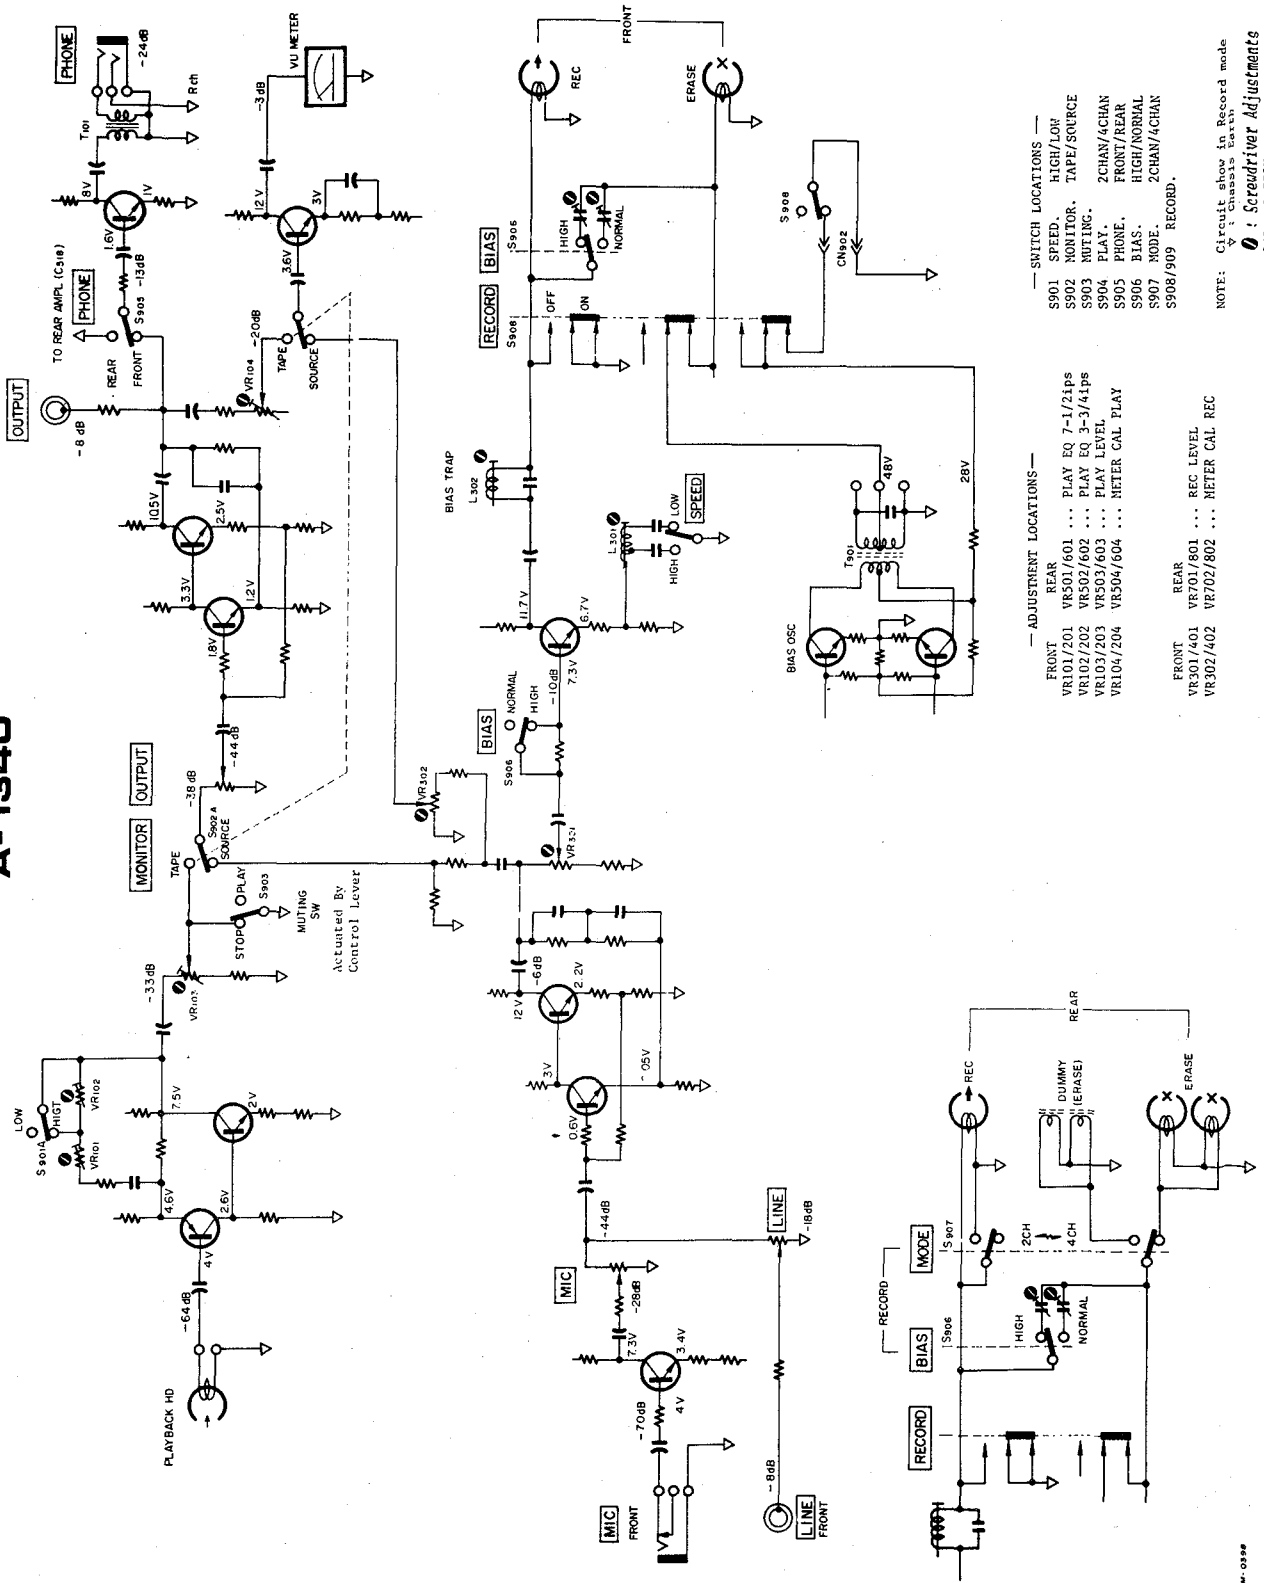 A-1340
PLAYBACK HD
-64dB
4V
4.6V
2.6V
LOW
S901A
HIGT
VR101
VR102
7.5V
2V
-33dB
VR103
STOP
PLAY
S903
MUTING
SW
Actuated By
Control Lever
MONITOR
TAPE
S902A
SOURCE
OUTPUT
-38dB
-44dB
1.8V
3.3V
1.2V
10.5V
2.5V
OUTPUT
-8 dB
VR104
-20dB
TAPE
SOURCE
TO REAR AMPL (C518)
PHONE
REAR
FRONT
S905
-13dB
1.6V
8V
1V
T101
PHONE
-24dB
Rch
3.6V
12V
3V
-3dB
VU METER
MIC
FRONT
-70dB
4V
7.3V
3.4V
-28dB
MIC
LINE
FRONT
-8dB
LINE
-18dB
-44dB
0.6V
3V
.05V
12V
2.2V
-6dB
VR301
VR302
BIAS
S906
NORMAL
HIGH
-10dB
7.3V
11.7V
6.7V
L301
HIGH
LOW
SPEED
BIAS TRAP
L302
RECORD
S908
OFF
ON
BIAS
S906
HIGH
NORMAL
REC
ERASE
FRONT
S908
CN902
BIAS OSC
T901
48V
28V
RECORD
BIAS
S906
HIGH
NORMAL
RECORD
MODE
S907
2CH
4CH
REC
DUMMY
(ERASE)
ERASE
REAR
— ADJUSTMENT LOCATIONS —
FRONT REAR
VR101/201 VR501/601 ... PLAY EQ 7-1/2ips
VR102/202 VR502/602 ... PLAY EQ 3-3/4ips
VR103/203 VR503/603 ... PLAY LEVEL
VR104/204 VR504/604 ... METER CAL PLAY
FRONT REAR
VR301/401 VR701/801 ... REC LEVEL
VR302/402 VR702/802 ... METER CAL REC
— SWITCH LOCATIONS —
S901 SPEED. HIGH/LOW
S902 MONITOR. TAPE/SOURCE
S903 MUTING.
S904 PLAY. 2CHAN/4CHAN
S905 PHONE. FRONT/REAR
S906 BIAS. HIGH/NORMAL
S907 MODE. 2CHAN/4CHAN
S908/909 RECORD.
NOTE: Circuit show in Record mode
: Chassis Earth
: Screwdriver Adjustments
M-0398